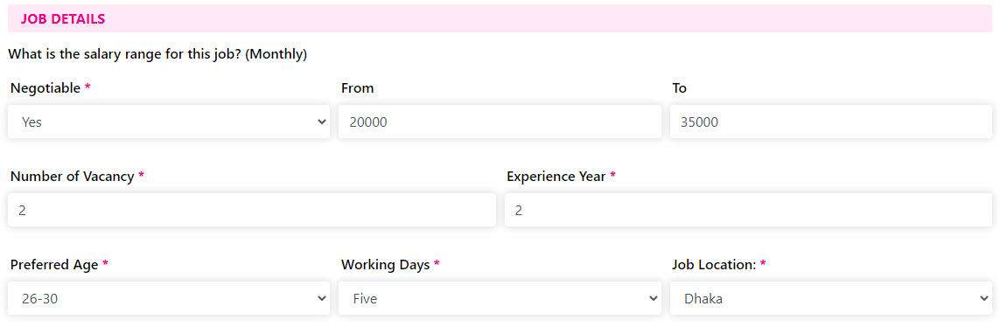 JOB DETAILS
What is the salary range for this job? (Monthly)
Negotiable * From To
Yes 20000 35000
Number of Vacancy * Experience Year *
2 2
Preferred Age * Working Days * Job Location: *
26-30 Five Dhaka